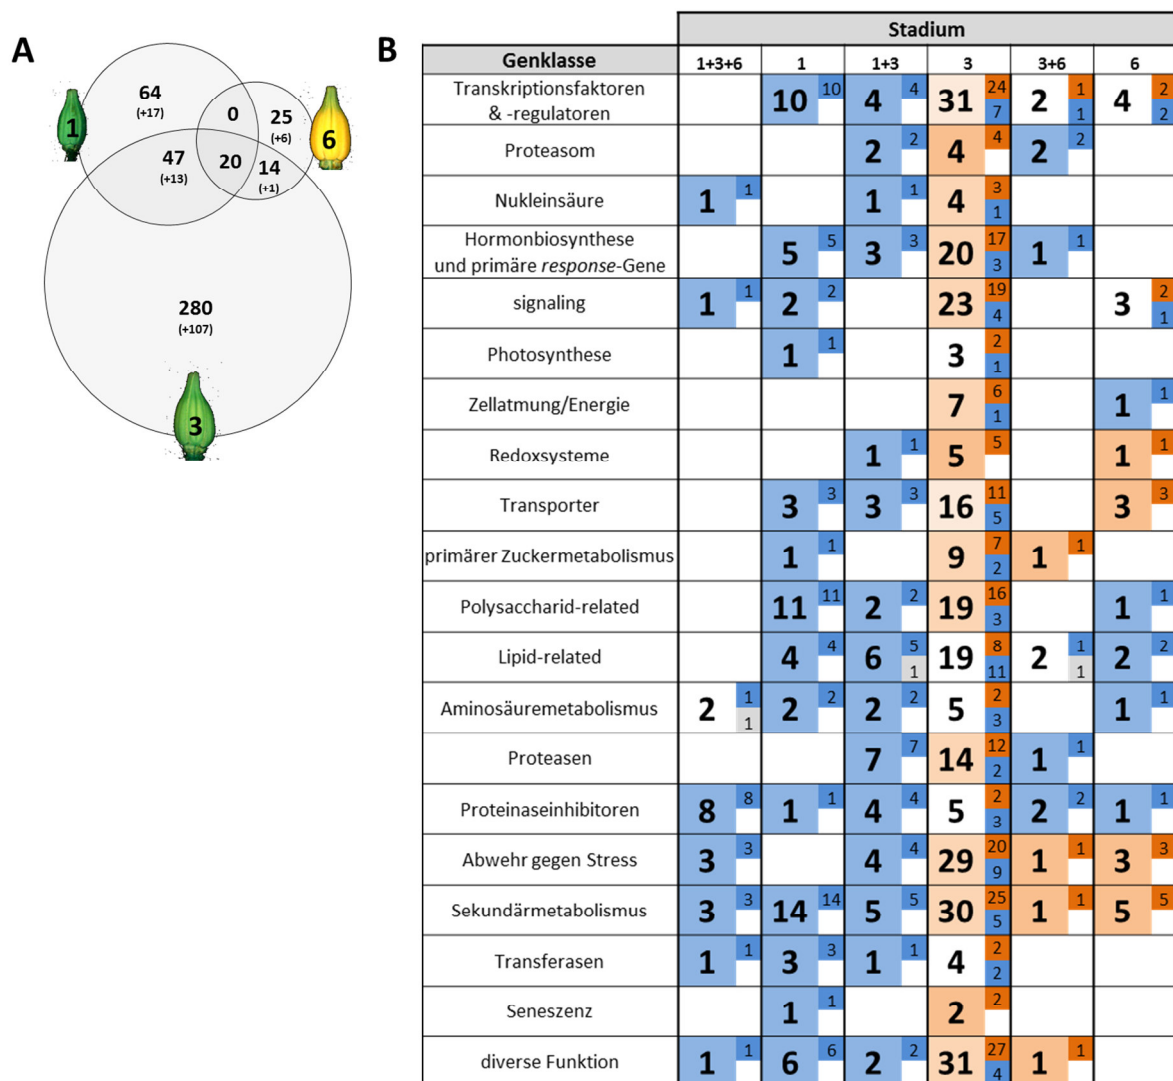 A
64
(+17)
0
25
(+6)
1
6
47
(+13)
20
14
(+1)
280
(+107)
3
B
Stadium
Genklasse 1+3+6 1 1+3 3 3+6 6
Transkriptionsfaktoren
& -regulatoren 10 10 4 4 31 24 7 2 1 1 4 2 2
Proteasom 2 2 4 4 2 2
Nukleinsäure 1 1 1 1 4 3 1
Hormonbiosynthese
und primäre response-Gene 5 5 3 3 20 17 3 1 1
signaling 1 1 2 2 23 19 4 3 2 1
Photosynthese 1 1 3 2 1
Zellatmung/Energie 7 6 1 1 1
Redoxsysteme 1 1 5 5 1 1
Transporter 3 3 3 3 16 11 5 3 3
primärer Zuckermetabolismus 1 1 9 7 2 1 1
Polysaccharid-related 11 11 2 2 19 16 3 1 1
Lipid-related 4 4 6 5 1 19 8 11 2 1 1 2 2
Aminosäuremetabolismus 2 1 1 2 2 2 2 5 2 3 1 1
Proteasen 7 7 14 12 2 1 1
Proteinaseinhibitoren 8 8 1 1 4 4 5 2 3 2 2 1 1
Abwehr gegen Stress 3 3 4 4 29 20 9 1 1 3 3
Sekundärmetabolismus 3 3 14 14 5 5 30 25 5 1 1 5 5
Transferasen 1 1 3 3 1 1 4 2 2
Seneszenz 1 1 2 2
diverse Funktion 1 1 6 6 2 2 31 27 4 1 1